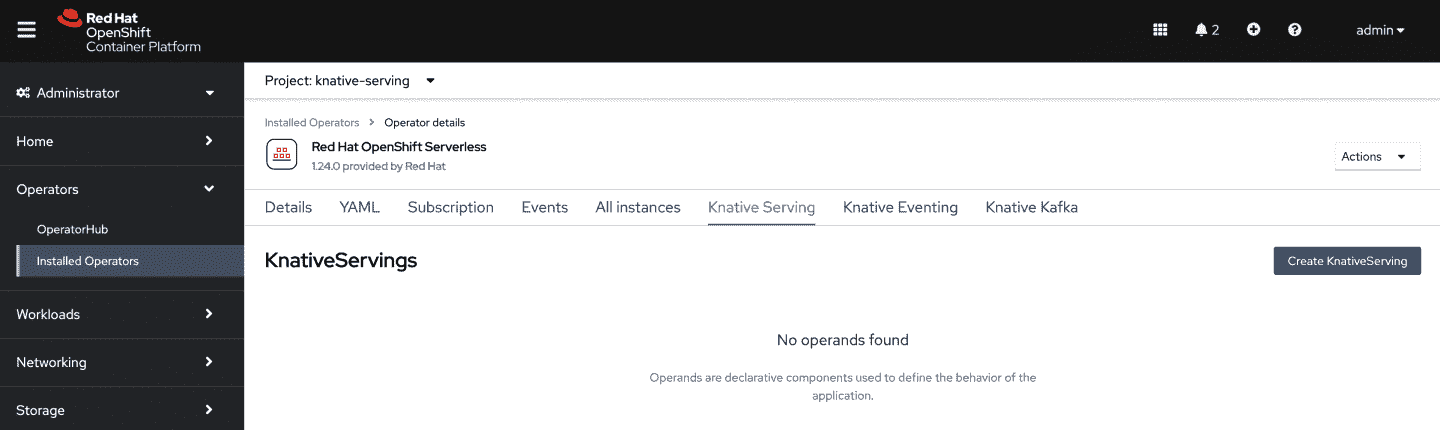 Red Hat
OpenShift
Container Platform
2
admin
Administrator
Home
Operators
OperatorHub
Installed Operators
Workloads
Networking
Storage
Project: knative-serving
Installed Operators > Operator details
Red Hat OpenShift Serverless
1.24.0 provided by Red Hat
Actions
Details YAML Subscription Events All instances Knative Serving Knative Eventing Knative Kafka
KnativeServings
Create KnativeServing
No operands found
Operands are declarative components used to define the behavior of the
application.